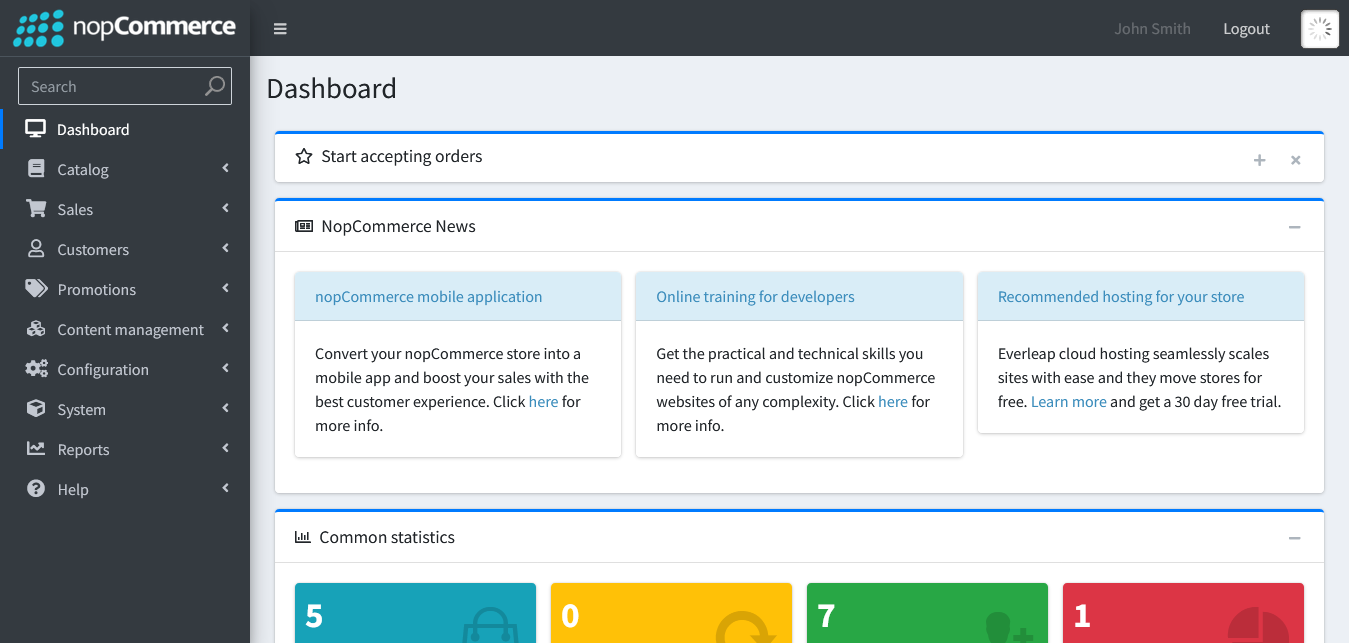 nopCommerce
John Smith
Logout
Search
Dashboard
Catalog
Sales
Customers
Promotions
Content management
Configuration
System
Reports
Help
Dashboard
Start accepting orders
NopCommerce News
nopCommerce mobile application
Convert your nopCommerce store into a
mobile app and boost your sales with the
best customer experience. Click here for
more info.
Online training for developers
Get the practical and technical skills you
need to run and customize nopCommerce
websites of any complexity. Click here for
more info.
Recommended hosting for your store
Everleap cloud hosting seamlessly scales
sites with ease and they move stores for
free. Learn more and get a 30 day free trial.
Common statistics
5
0
7
1